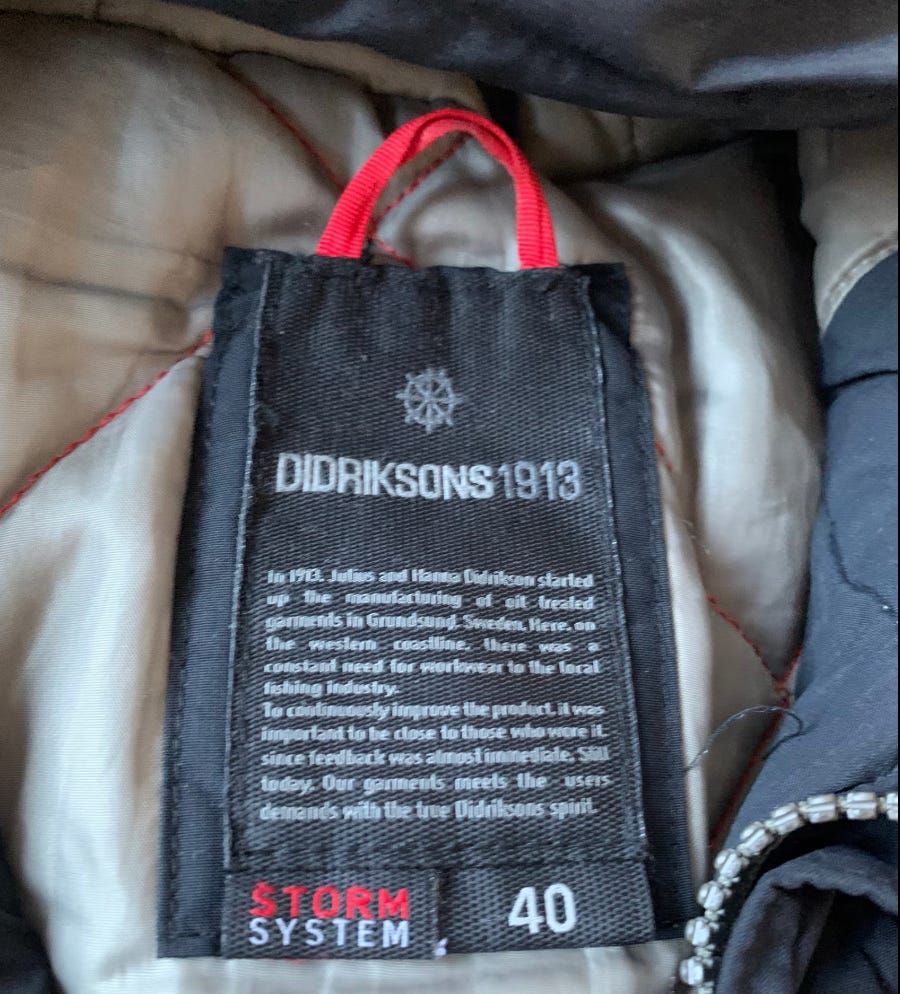 DIDRIKSONS1913
In 1913, Julius and Hanna Didrikson started
up the manufacturing of oil treated
garments in Grundsund, Sweden. Here, on
the western coastline, there was a
constant need for workwear to the local
fishing industry.
To continuously improve the product, it was
important to be close to those who wore it,
since feedback was almost immediate. Still
today, Our garments meets the users
demands with the true Didriksons spirit.
STORM
SYSTEM
40